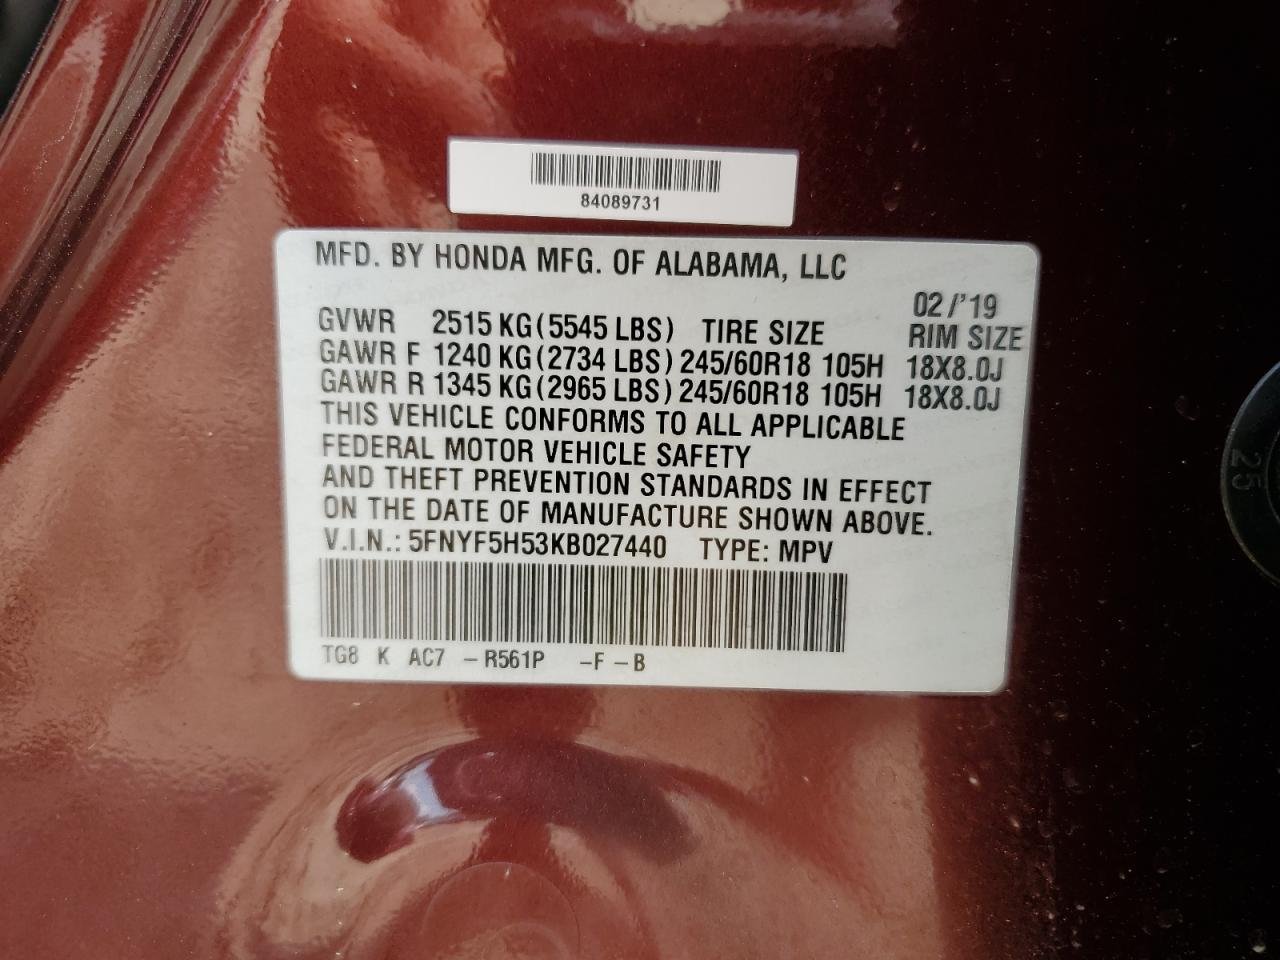 84089731
MFD. BY HONDA MFG. OF ALABAMA, LLC
02/'19
GVWR 2515 KG (5545 LBS) TIRE SIZE RIM SIZE
GAWR F 1240 KG (2734 LBS) 245/60R18 105H 18X8.0J
GAWR R 1345 KG (2965 LBS) 245/60R18 105H 18X8.0J
THIS VEHICLE CONFORMS TO ALL APPLICABLE
FEDERAL MOTOR VEHICLE SAFETY
AND THEFT PREVENTION STANDARDS IN EFFECT
ON THE DATE OF MANUFACTURE SHOWN ABOVE.
V.I.N.: 5FNYF5H53KB027440 TYPE: MPV
TG8 K AC7 -R561P -F-B
25